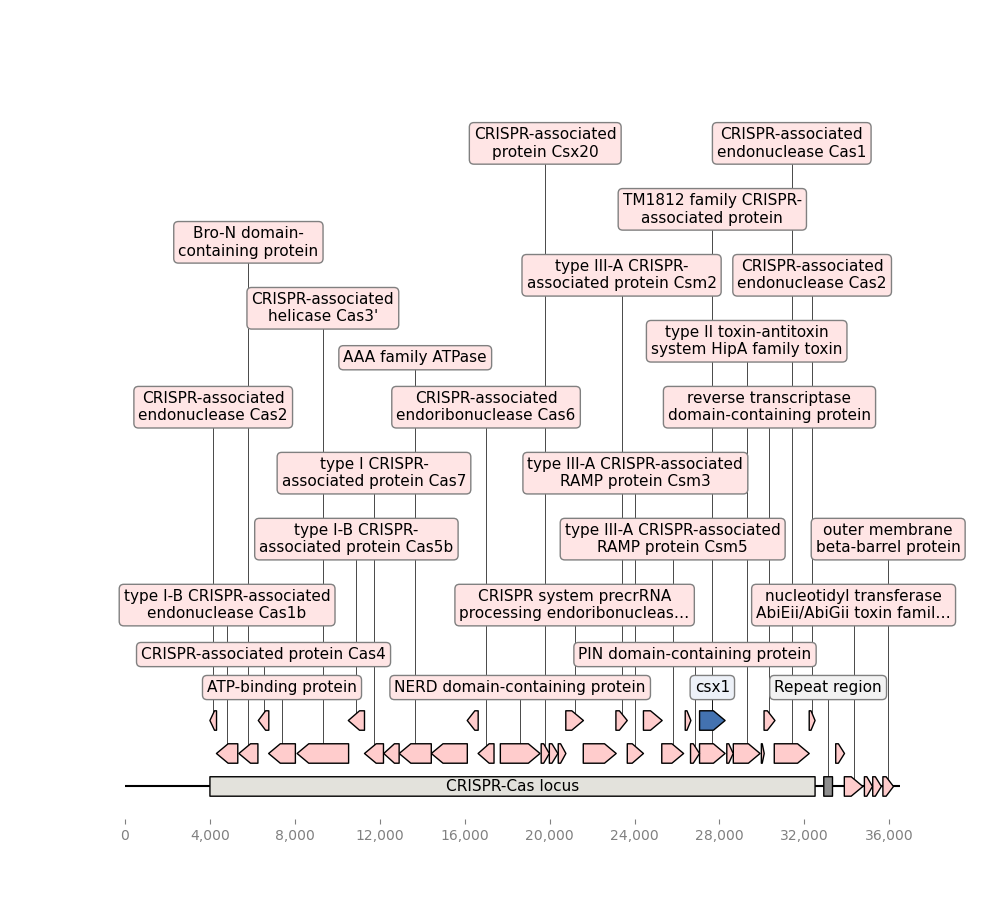 CRISPR-associated
protein Csx20
CRISPR-associated
endonuclease Cas1
TM1812 family CRISPR-
associated protein
Bro-N domain-
containing protein
type III-A CRISPR-
associated protein Csm2
CRISPR-associated
endonuclease Cas2
CRISPR-associated
helicase Cas3'
type II toxin-antitoxin
system HipA family toxin
AAA family ATPase
CRISPR-associated
endonuclease Cas2
CRISPR-associated
endoribonuclease Cas6
reverse transcriptase
domain-containing protein
type I CRISPR-
associated protein Cas7
type III-A CRISPR-associated
RAMP protein Csm3
type I-B CRISPR-
associated protein Cas5b
type III-A CRISPR-associated
RAMP protein Csm5
outer membrane
beta-barrel protein
type I-B CRISPR-associated
endonuclease Cas1b
CRISPR system precrRNA
processing endoribonucleas...
nucleotidyl transferase
AbiEii/AbiGii toxin famil...
CRISPR-associated protein Cas4
PIN domain-containing protein
ATP-binding protein
NERD domain-containing protein
csx1
Repeat region
CRISPR-Cas locus
0
4,000
8,000
12,000
16,000
20,000
24,000
28,000
32,000
36,000